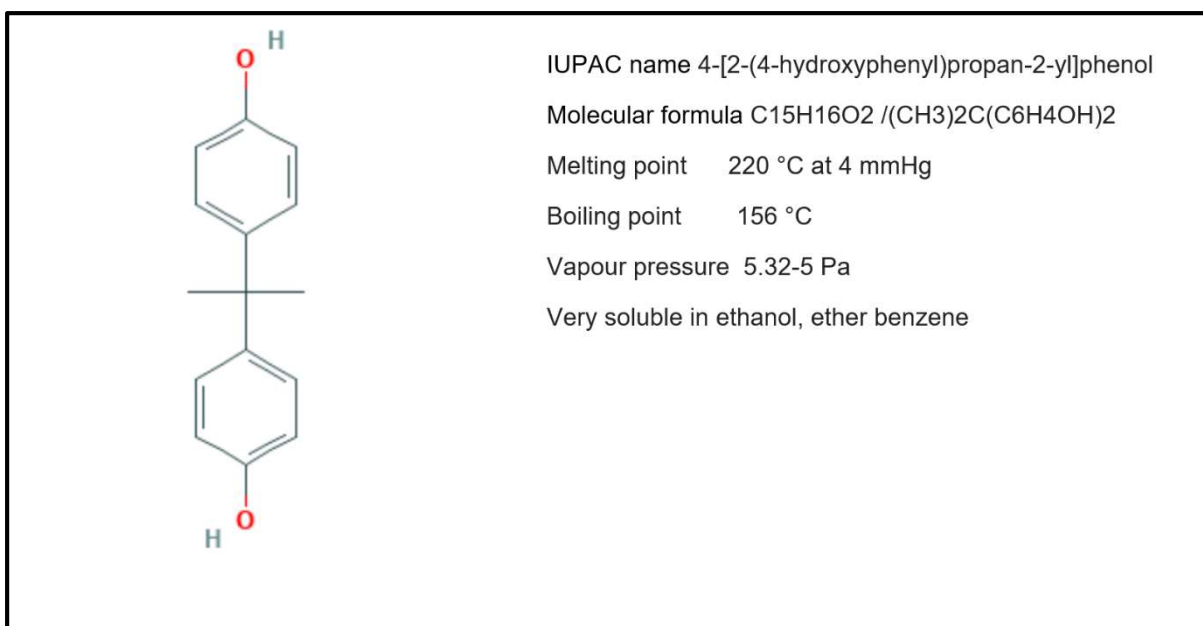 H
O
IUPAC name 4-[2-(4-hydroxyphenyl)propan-2-yl]phenol
Molecular formula C15H16O2 /(CH3)2C(C6H4OH)2
Melting point 220 °C at 4 mmHg
Boiling point 156 °C
Vapour pressure 5.32-5 Pa
Very soluble in ethanol, ether benzene
O
H